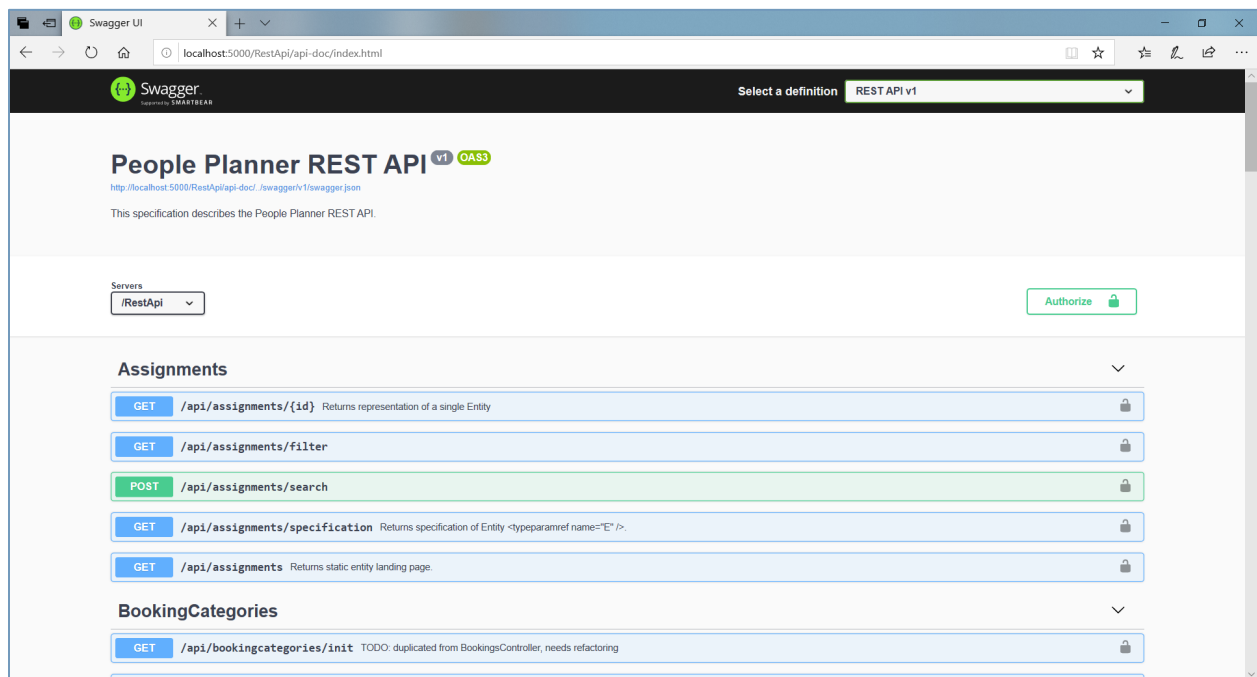 Swagger UI
localhost:5000/RestApi/api-doc/index.html
{...} Swagger. Select a definition REST API v1
Supported by SMARTBEAR
People Planner REST API v1 OAS3
http://localhost:5000/RestApi/api-doc/../swagger/v1/swagger.json
This specification describes the People Planner REST API.
Servers
/RestApi Authorize
Assignments
GET /api/assignments/{id} Returns representation of a single Entity
GET /api/assignments/filter
POST /api/assignments/search
GET /api/assignments/specification Returns specification of Entity <typeparamref name="E" />.
GET /api/assignments Returns static entity landing page.
BookingCategories
GET /api/bookingcategories/init TODO: duplicated from BookingsController, needs refactoring